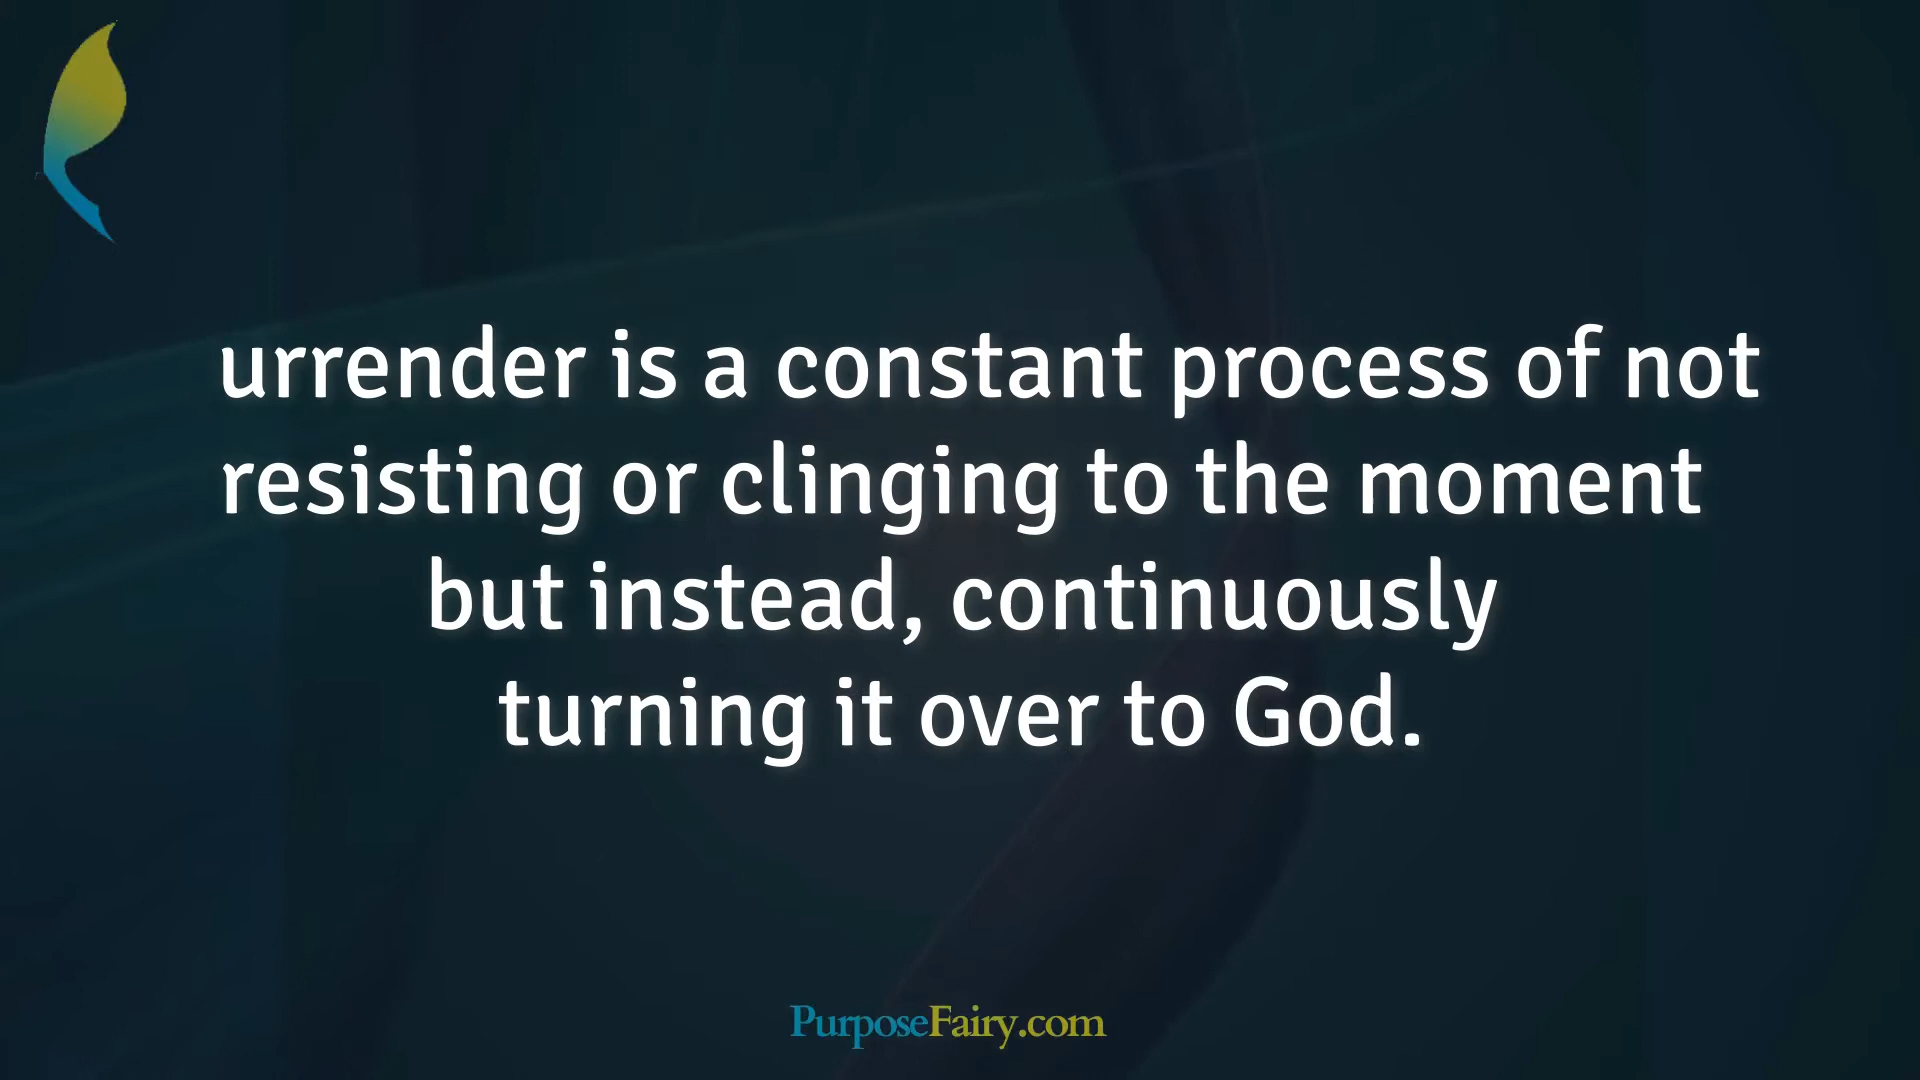 urrender is a constant process of not
resisting or clinging to the moment
but instead, continuously
turning it over to God.
PurposeFairy.com